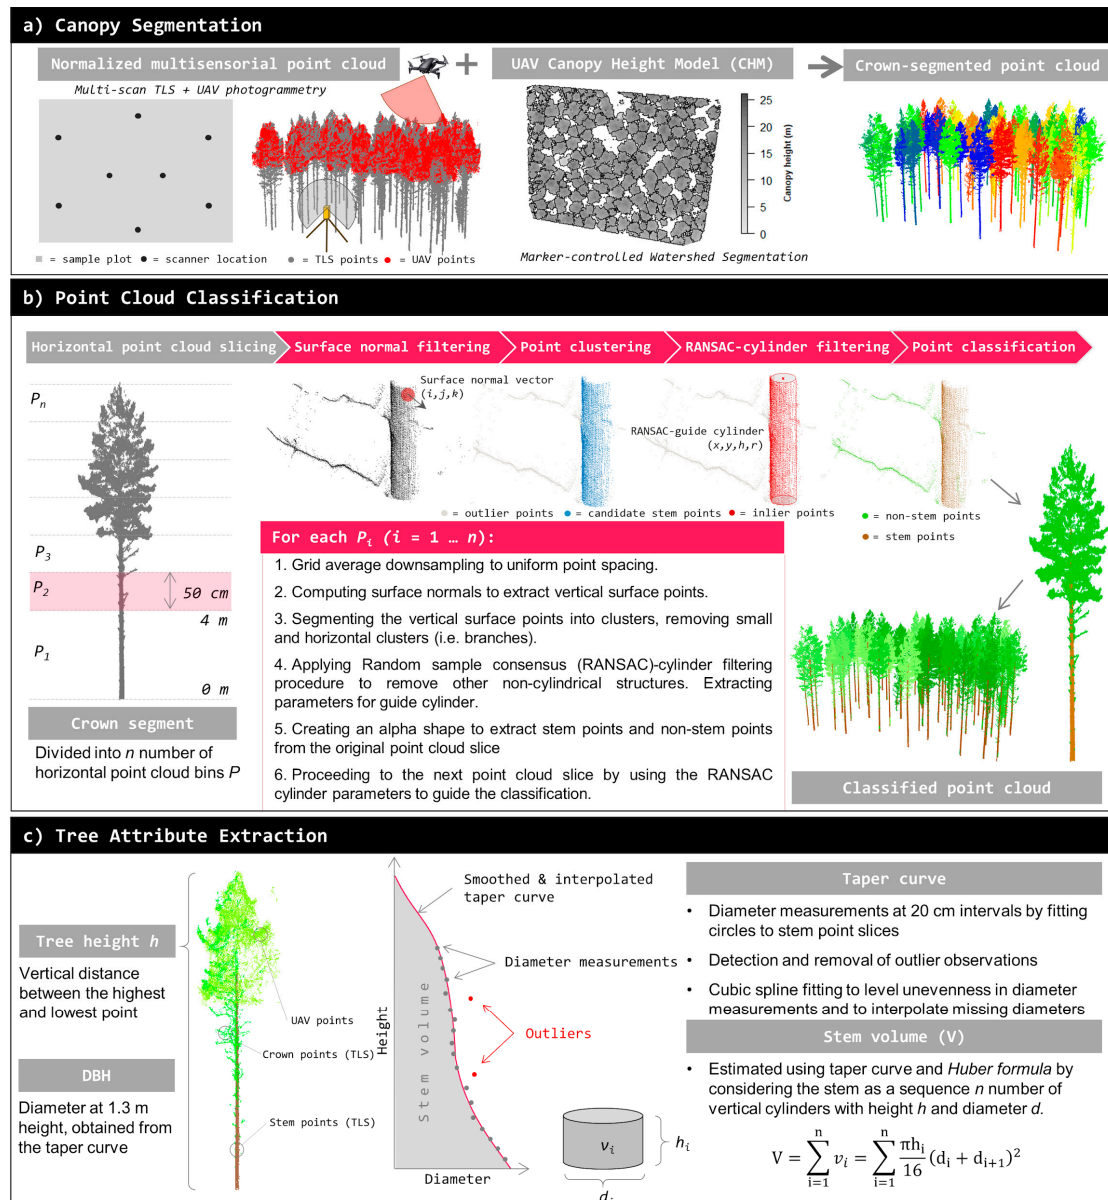 a) Canopy Segmentation
Normalized multisensorial point cloud
UAV Canopy Height Model (CHM)
Crown-segmented point cloud
Multi-scan TLS + UAV photogrammetry
25
20
15
10
5
0
Canopy height (m)
= sample plot
= scanner location
= TLS points
= UAV points
Marker-controlled Watershed Segmentation
b) Point Cloud Classification
Horizontal point cloud slicing
Surface normal filtering
Point clustering
RANSAC-cylinder filtering
Point classification
Surface normal vector
(i,j,k)
RANSAC-guide cylinder
(x,y,h,r)
= outlier points
= candidate stem points
= inlier points
= non-stem points
= stem points
Pn
P3
P2
50 cm
4 m
P1
0 m
Crown segment
Divided into n number of
horizontal point cloud bins P
For each Pi (i = 1 … n):
1. Grid average downsampling to uniform point spacing.
2. Computing surface normals to extract vertical surface points.
3. Segmenting the vertical surface points into clusters, removing small
and horizontal clusters (i.e. branches).
4. Applying Random sample consensus (RANSAC)-cylinder filtering
procedure to remove other non-cylindrical structures. Extracting
parameters for guide cylinder.
5. Creating an alpha shape to extract stem points and non-stem points
from the original point cloud slice
6. Proceeding to the next point cloud slice by using the RANSAC
cylinder parameters to guide the classification.
Classified point cloud
c) Tree Attribute Extraction
Tree height h
Vertical distance
between the highest
and lowest point
DBH
Diameter at 1.3 m
height, obtained from
the taper curve
UAV points
Crown points (TLS)
Stem points (TLS)
Smoothed & interpolated
taper curve
Diameter measurements
Outliers
Height
Stem volume
Diameter
vi
hi
di
Taper curve
• Diameter measurements at 20 cm intervals by fitting
circles to stem point slices
• Detection and removal of outlier observations
• Cubic spline fitting to level unevenness in diameter
measurements and to interpolate missing diameters
Stem volume (V)
• Estimated using taper curve and Huber formula by
considering the stem as a sequence n number of
vertical cylinders with height h and diameter d.
V = ∑ⁿᵢ₌₁ vᵢ = ∑ⁿᵢ₌₁ πhᵢ/16 (dᵢ + dᵢ₊₁)²